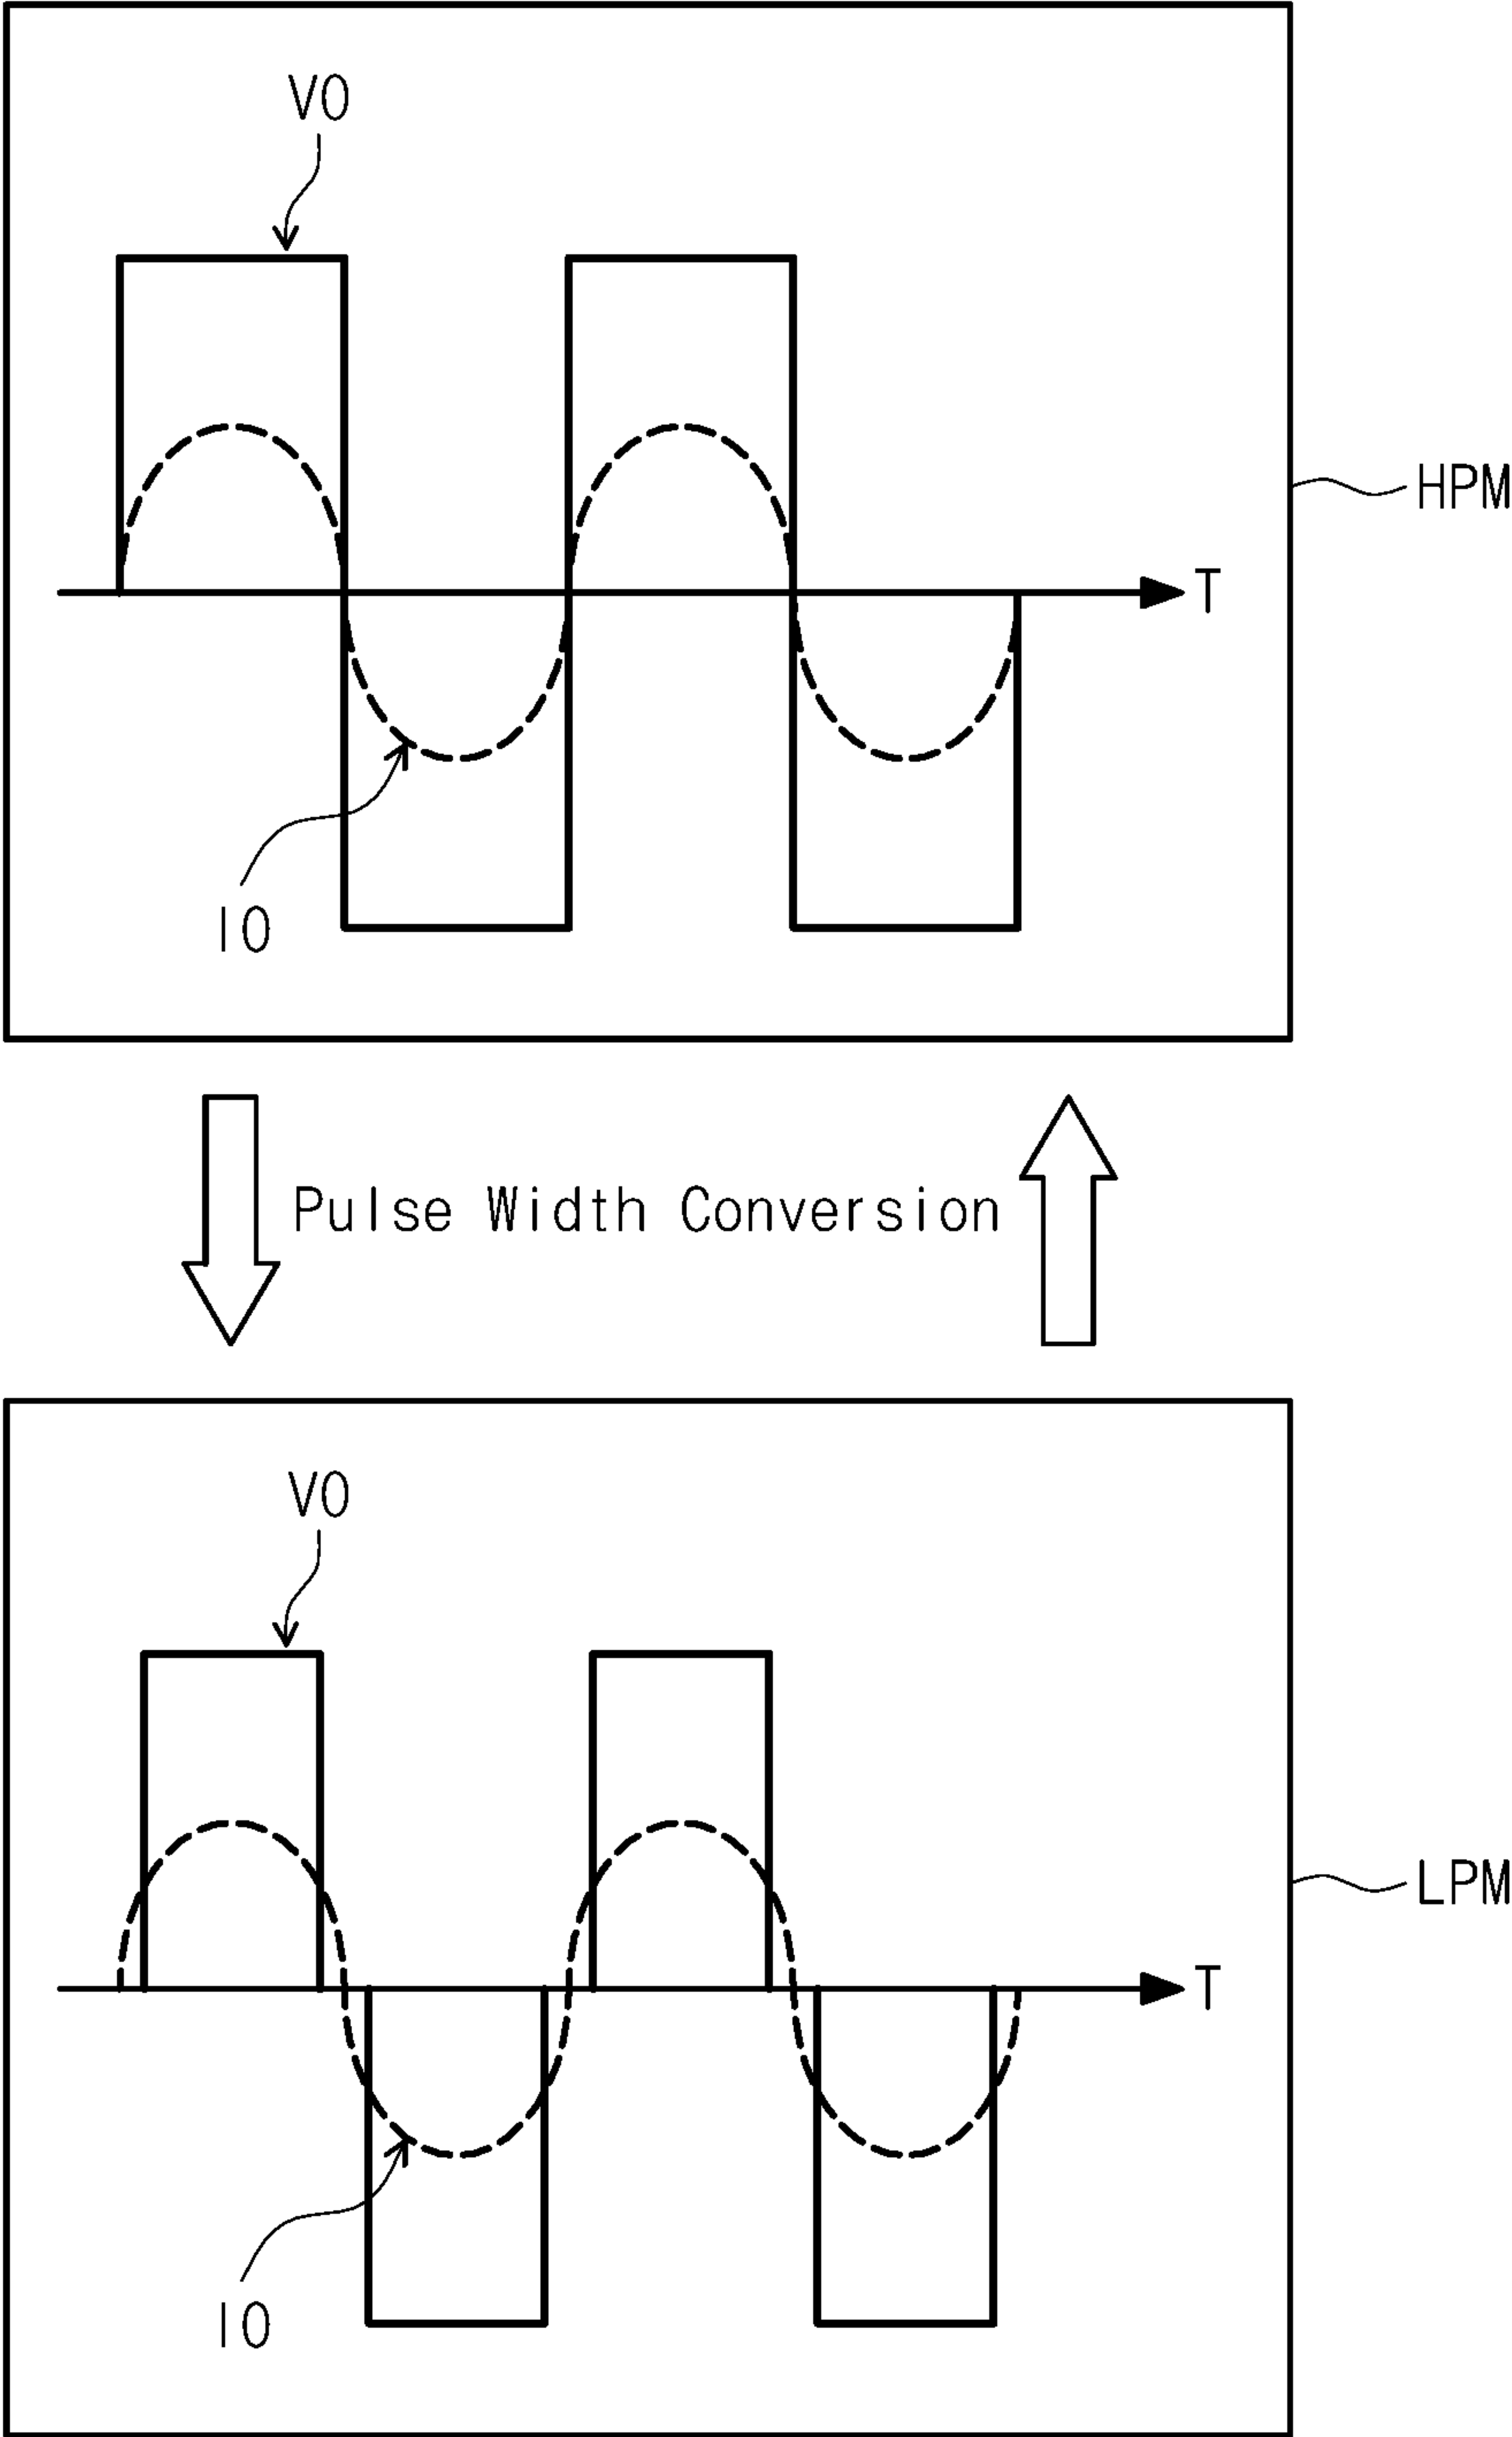 VO
HPM
T
IO
Pulse Width Conversion
VO
LPM
T
IO